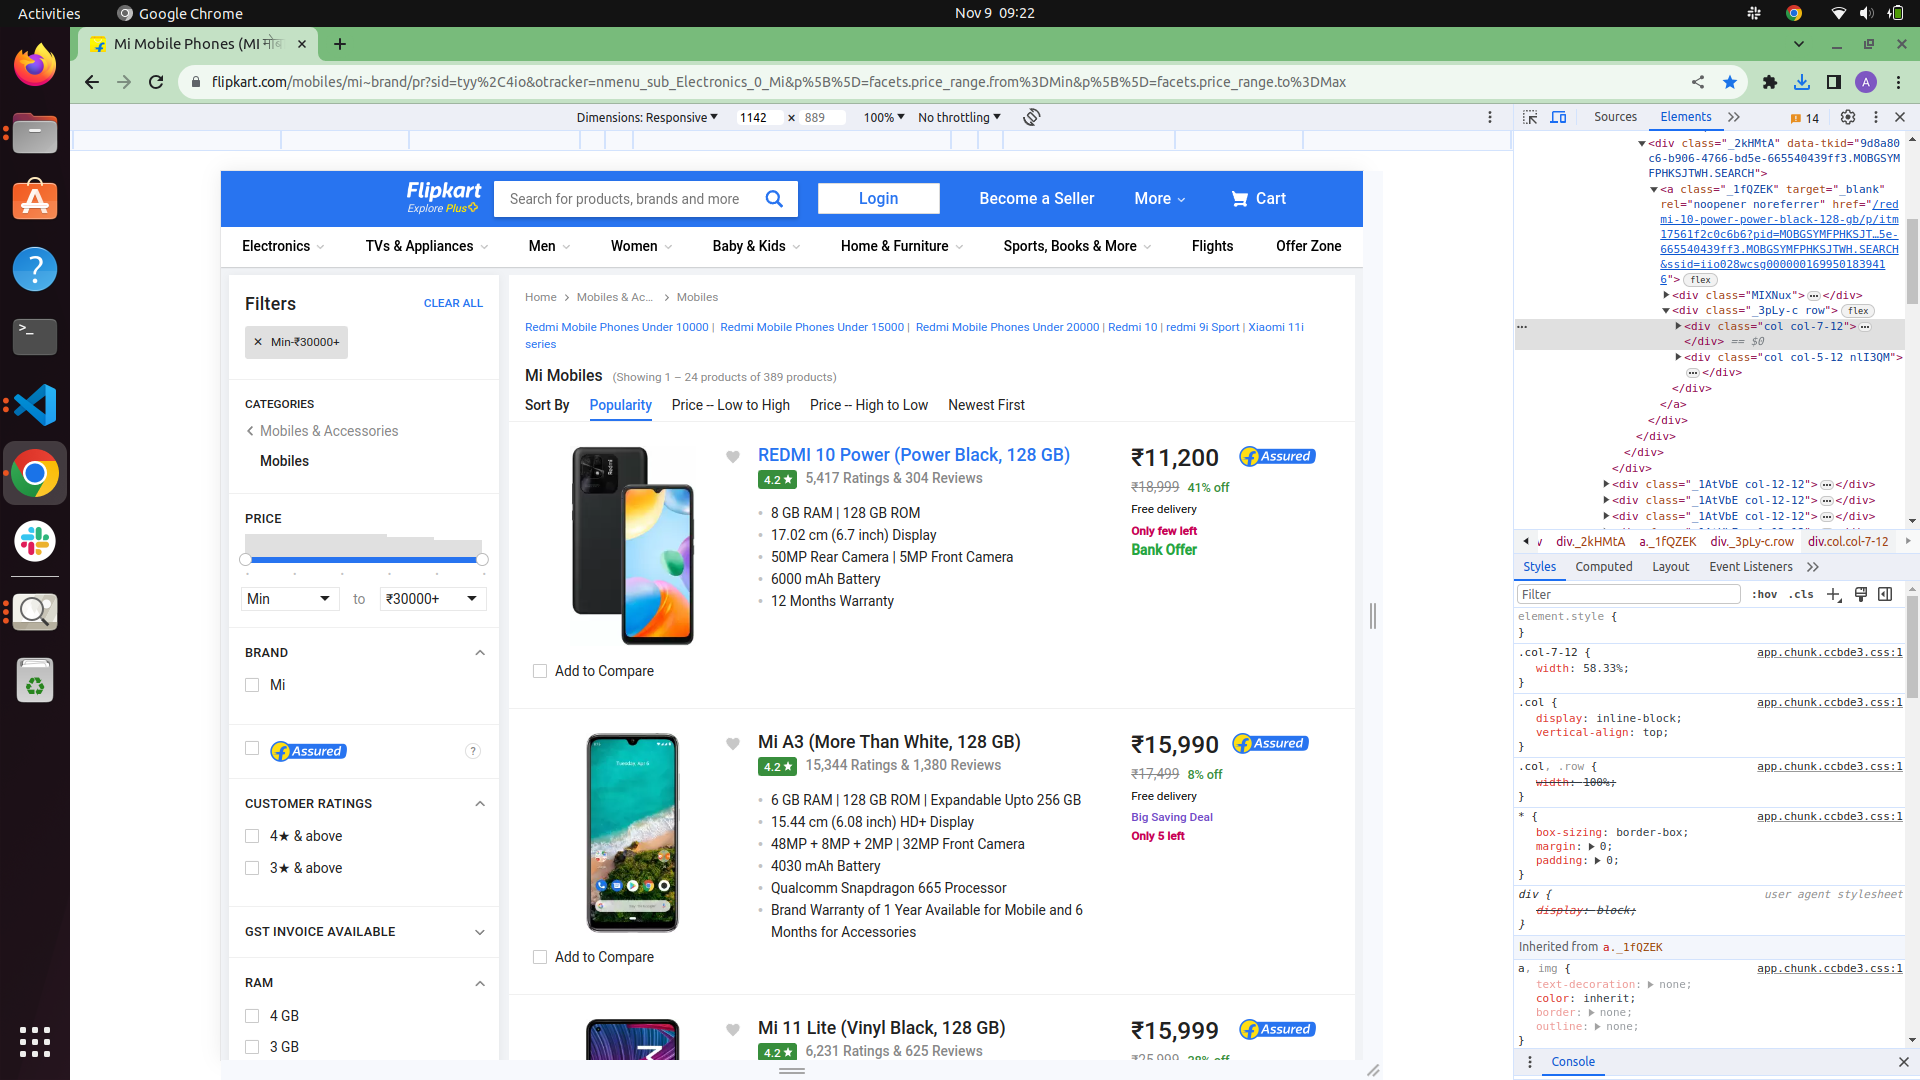 Activities
Google Chrome
Nov 9 09:22
Mi Mobile Phones (MI मोब
flipkart.com/mobiles/mi~brand/pr?sid=tyy%2C4io&otracker=nmenu_sub_Electronics_0_Mi&p%5B%5D=facets.price_range.from%3DMin&p%5B%5D=facets.price_range.to%3DMax
A
Dimensions: Responsive
1142 × 889
100%
No throttling
Flipkart
Explore Plus
Search for products, brands and more
Login
Become a Seller
More
Cart
Electronics
TVs & Appliances
Men
Women
Baby & Kids
Home & Furniture
Sports, Books & More
Flights
Offer Zone
Filters
CLEAR ALL
✕ Min-₹30000+
CATEGORIES
Mobiles & Accessories
Mobiles
PRICE
Min
to
₹30000+
BRAND
Mi
Assured
?
CUSTOMER RATINGS
4★ & above
3★ & above
GST INVOICE AVAILABLE
RAM
4 GB
3 GB
Home
Mobiles & Ac...
Mobiles
Redmi Mobile Phones Under 10000 | Redmi Mobile Phones Under 15000 | Redmi Mobile Phones Under 20000 | Redmi 10 | redmi 9i Sport | Xiaomi 11i
series
Mi Mobiles (Showing 1 – 24 products of 389 products)
Sort By
Popularity
Price -- Low to High
Price -- High to Low
Newest First
REDMI 10 Power (Power Black, 128 GB)
4.2★ 5,417 Ratings & 304 Reviews
8 GB RAM | 128 GB ROM
17.02 cm (6.7 inch) Display
50MP Rear Camera | 5MP Front Camera
6000 mAh Battery
12 Months Warranty
₹11,200 Assured
₹18,999 41% off
Free delivery
Only few left
Bank Offer
Add to Compare
Mi A3 (More Than White, 128 GB)
4.2★ 15,344 Ratings & 1,380 Reviews
6 GB RAM | 128 GB ROM | Expandable Upto 256 GB
15.44 cm (6.08 inch) HD+ Display
48MP + 8MP + 2MP | 32MP Front Camera
4030 mAh Battery
Qualcomm Snapdragon 665 Processor
Brand Warranty of 1 Year Available for Mobile and 6
Months for Accessories
₹15,990 Assured
₹17,499 8% off
Free delivery
Big Saving Deal
Only 5 left
Add to Compare
Mi 11 Lite (Vinyl Black, 128 GB)
4.2★ 6,231 Ratings & 625 Reviews
₹15,999 Assured
₹25,999 38% off
Sources
Elements
14
<div class="_2kHMtA" data-tkid="9d8a80
c6-b906-4766-bd5e-665540439ff3.MOBGSYM
FPHKSJTWH.SEARCH">
<a class="_1fQZEK" target="_blank"
rel="noopener noreferrer" href="/red
mi-10-power-power-black-128-gb/p/itm
17561f2c0c6b6?pid=MOBGSYMFPHKSJT…5e-
665540439ff3.MOBGSYMFPHKSJTWH.SEARCH
&ssid=iio028wcsg000000169950183941
6"> flex
<div class="MIXNux">…</div>
<div class="_3pLy-c row"> flex
<div class="col col-7-12">…
</div> == $0
<div class="col col-5-12 nlI3QM">
…</div>
</div>
</a>
</div>
</div>
</div>
</div>
<div class="_1AtVbE col-12-12">…</div>
<div class="_1AtVbE col-12-12">…</div>
<div class="_1AtVbE col-12-12">…</div>
v div._2kHMtA a._1fQZEK div._3pLy-c.row div.col.col-7-12
Styles
Computed
Layout
Event Listeners
Filter
:hov .cls
element.style {
}
.col-7-12 { app.chunk.ccbde3.css:1
width: 58.33%;
}
.col { app.chunk.ccbde3.css:1
display: inline-block;
vertical-align: top;
}
.col, .row { app.chunk.ccbde3.css:1
width: 100%;
}
* { app.chunk.ccbde3.css:1
box-sizing: border-box;
margin: 0;
padding: 0;
}
div { user agent stylesheet
display: block;
}
Inherited from a._1fQZEK
a, img { app.chunk.ccbde3.css:1
text-decoration: none;
color: inherit;
border: none;
outline: none;
}
Console